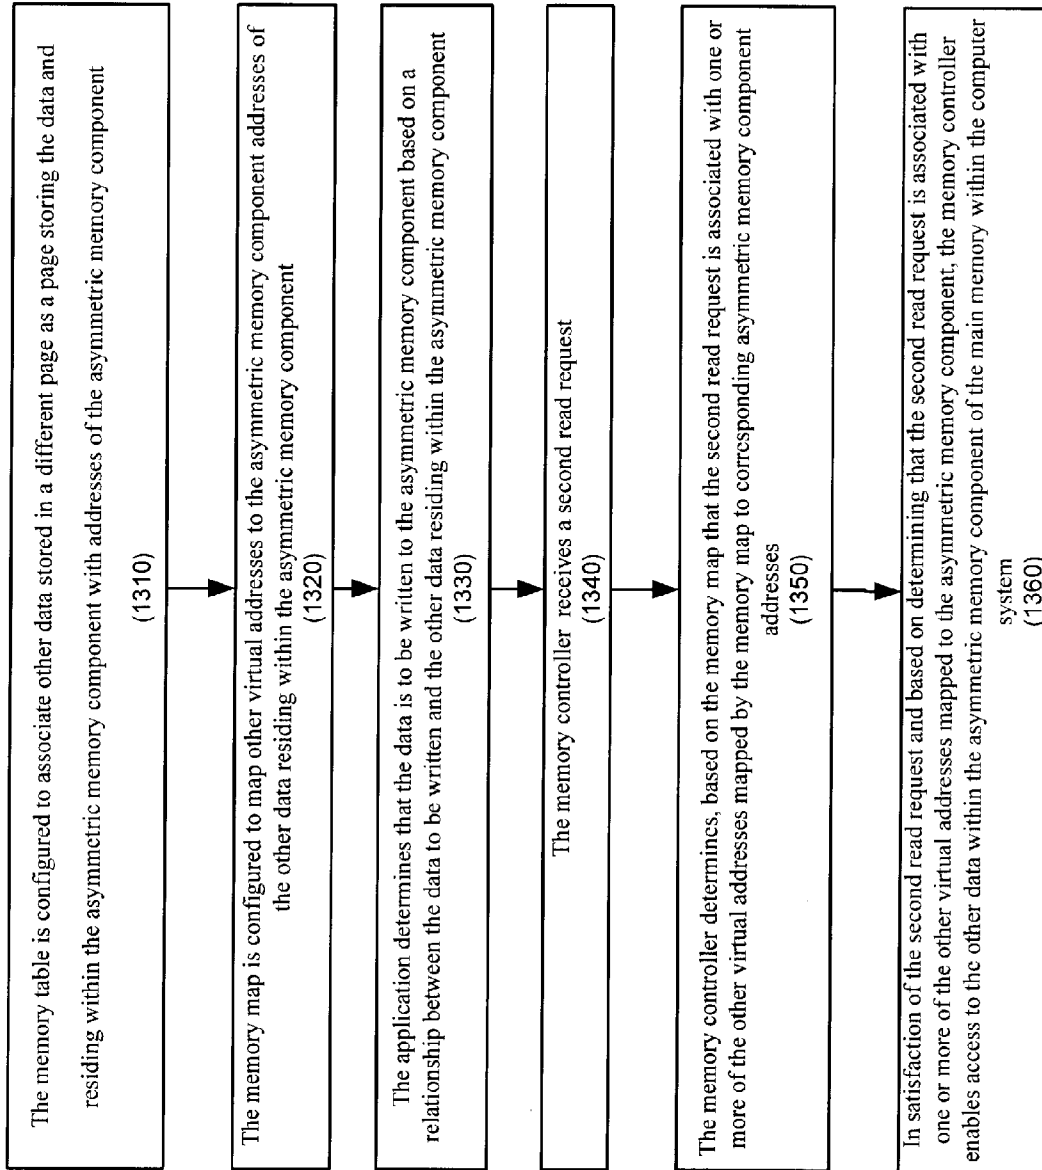 The memory table is configured to associate other data stored in a different page as a page storing the data and
residing within the asymmetric memory component with addresses of the asymmetric memory component
(1310)
The memory map is configured to map other virtual addresses to the asymmetric memory component addresses of
the other data residing within the asymmetric memory component
(1320)
The application determines that the data is to be written to the asymmetric memory component based on a
relationship between the data to be written and the other data residing within the asymmetric memory component
(1330)
The memory controller receives a second read request
(1340)
The memory controller determines, based on the memory map that the second read request is associated with one or
more of the other virtual addresses mapped by the memory map to corresponding asymmetric memory component
addresses
(1350)
In satisfaction of the second read request and based on determining that the second read request is associated with
one or more of the other virtual addresses mapped to the asymmetric memory component, the memory controller
enables access to the other data within the asymmetric memory component of the main memory within the computer
system
(1360)